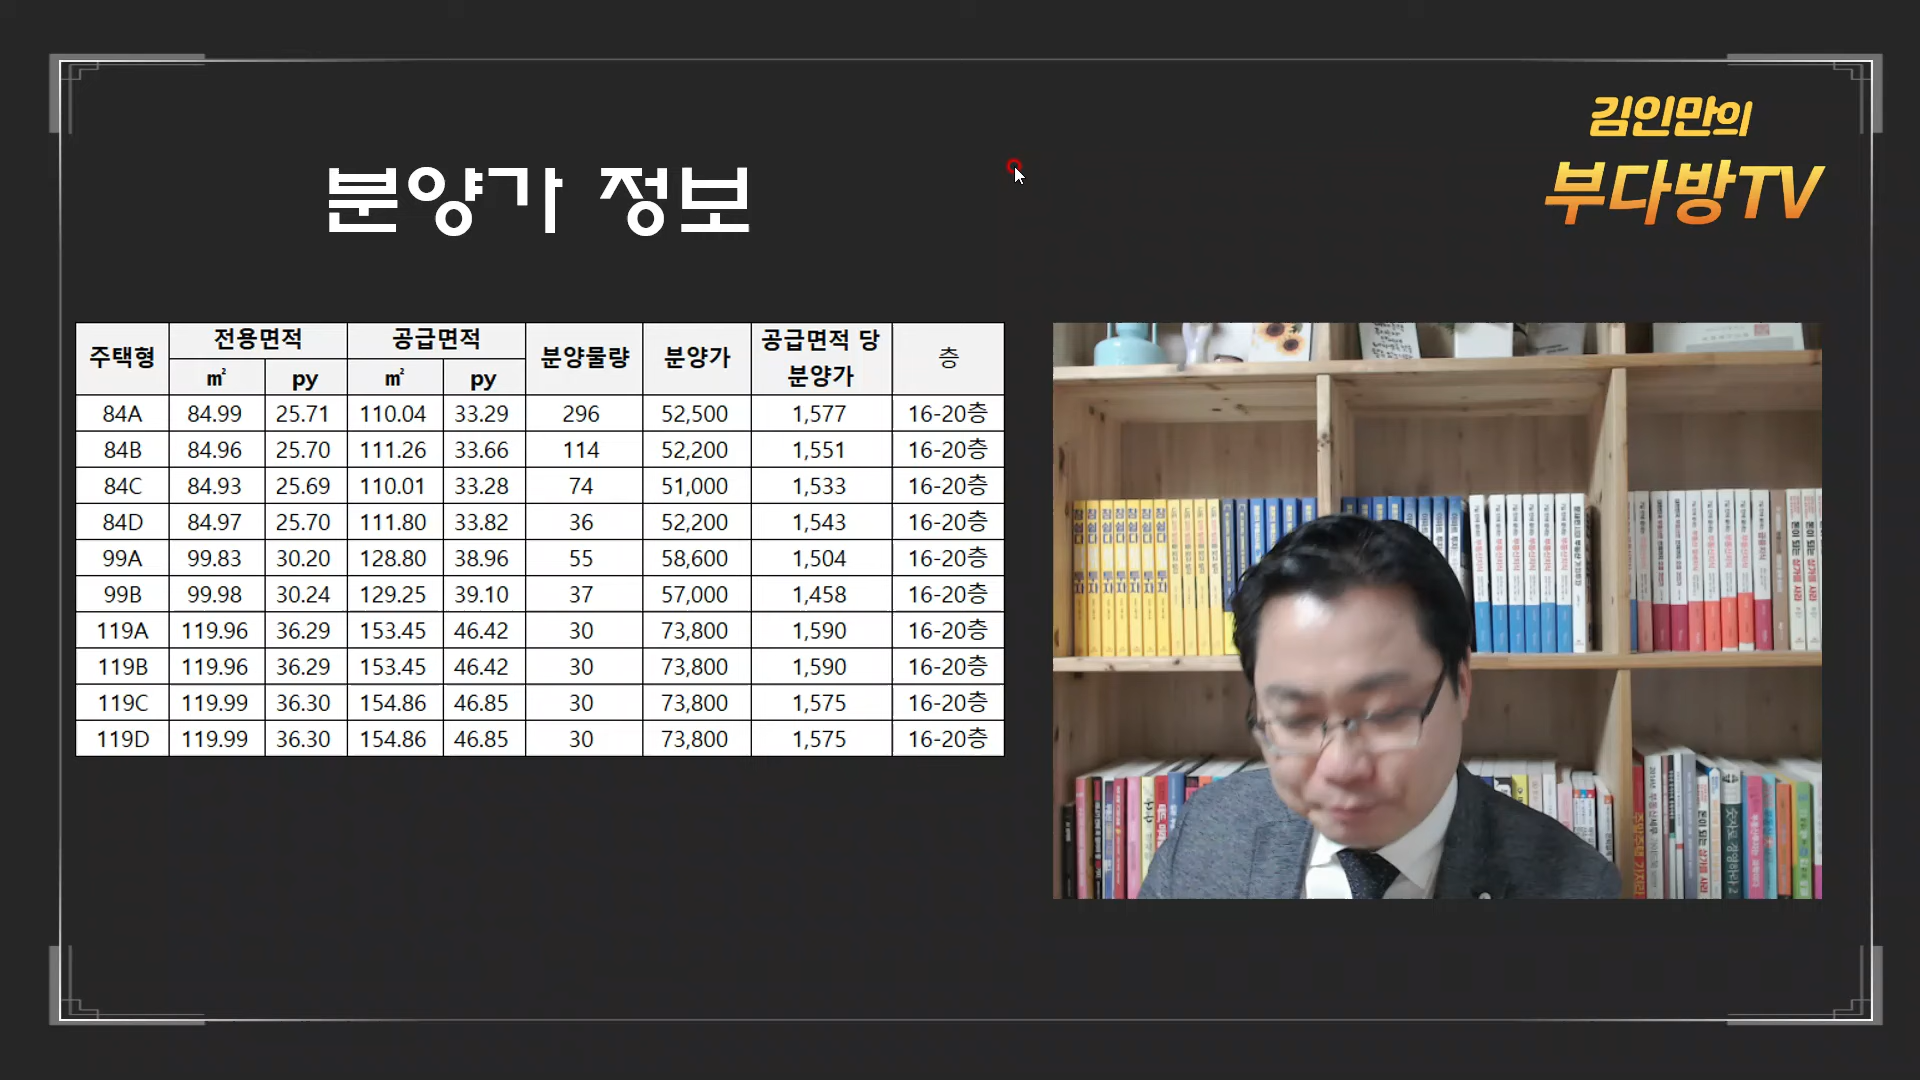 김인만의
부다방TV
분양가 정보
주택형 전용면적 공급면적 분양물량 분양가 공급면적 당 분양가 층
㎡ py ㎡ py
84A 84.99 25.71 110.04 33.29 296 52,500 1,577 16-20층
84B 84.96 25.70 111.26 33.66 114 52,200 1,551 16-20층
84C 84.93 25.69 110.01 33.28 74 51,000 1,533 16-20층
84D 84.97 25.70 111.80 33.82 36 52,200 1,543 16-20층
99A 99.83 30.20 128.80 38.96 55 58,600 1,504 16-20층
99B 99.98 30.24 129.25 39.10 37 57,000 1,458 16-20층
119A 119.96 36.29 153.45 46.42 30 73,800 1,590 16-20층
119B 119.96 36.29 153.45 46.42 30 73,800 1,590 16-20층
119C 119.99 36.30 154.86 46.85 30 73,800 1,575 16-20층
119D 119.99 36.30 154.86 46.85 30 73,800 1,575 16-20층